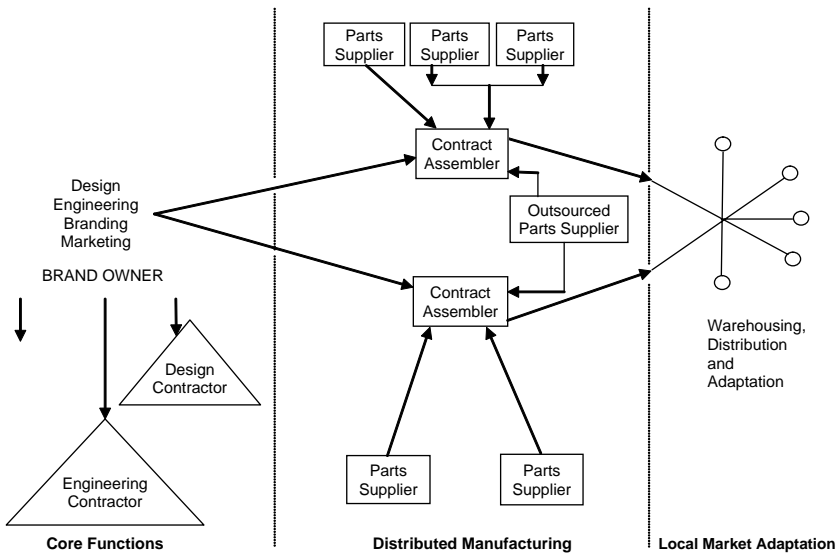 Parts
Supplier
Parts
Supplier
Parts
Supplier
Contract
Assembler
Design
Engineering
Branding
Marketing
BRAND OWNER
Outsourced
Parts Supplier
Contract
Assembler
Warehousing,
Distribution
and
Adaptation
Design
Contractor
Engineering
Contractor
Parts
Supplier
Parts
Supplier
Core Functions
Distributed Manufacturing
Local Market Adaptation